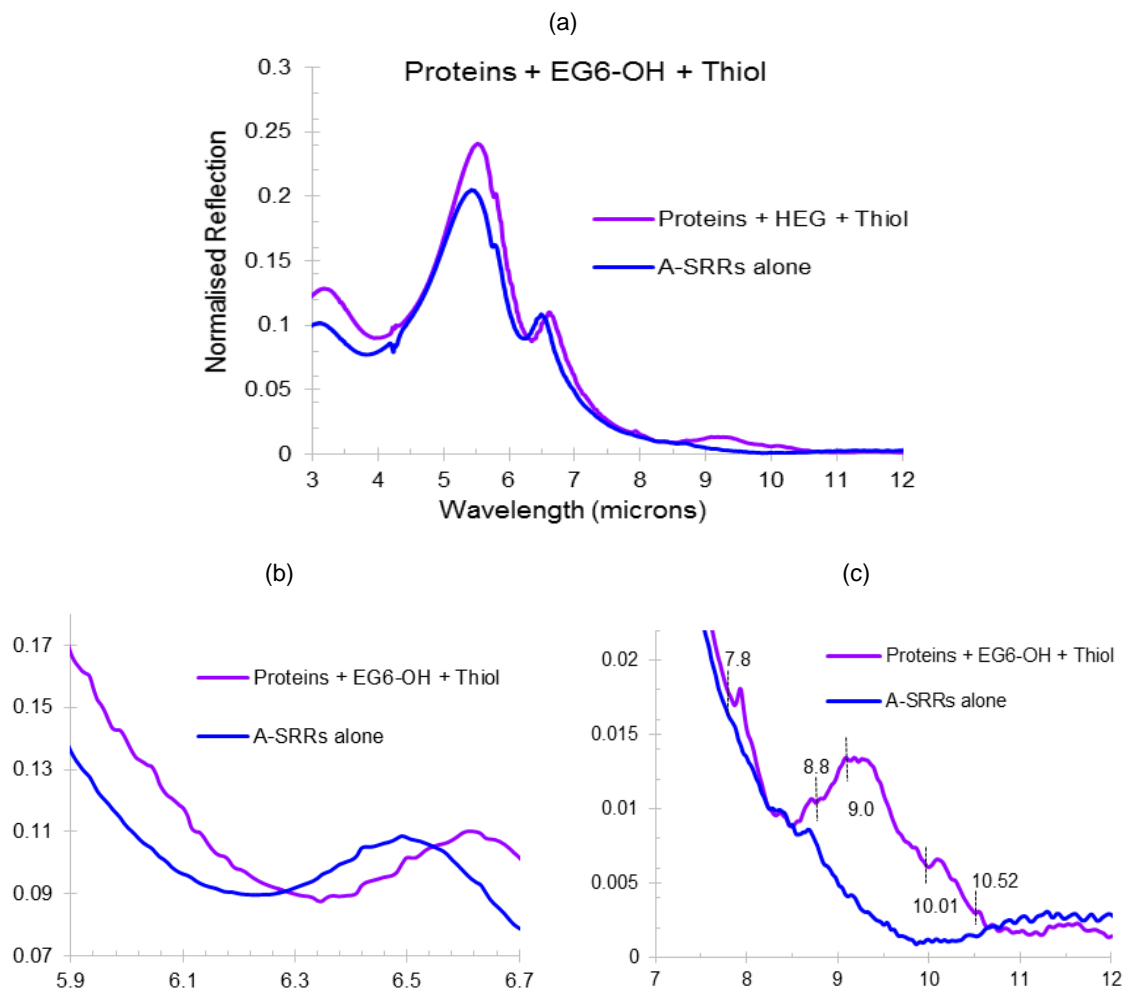 (a)
Proteins + EG6-OH + Thiol
0.3
0.25
0.2
0.15
0.1
0.05
0
Normalised Reflection
Proteins + HEG + Thiol
A-SRRs alone
3 4 5 6 7 8 9 10 11 12
Wavelength (microns)
(b)
0.17
0.15
0.13
0.11
0.09
0.07
Proteins + EG6-OH + Thiol
A-SRRs alone
5.9 6.1 6.3 6.5 6.7
(c)
0.02
0.015
0.01
0.005
0
Proteins + EG6-OH + Thiol
A-SRRs alone
7.8
8.8
9.0
10.01
10.52
7 8 9 10 11 12